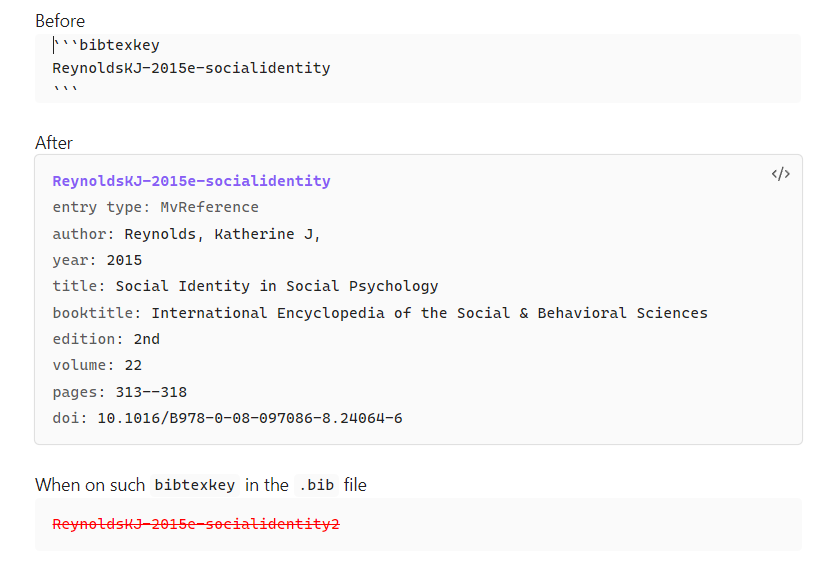 Before
```bibtexkey
ReynoldsKJ-2015e-socialidentity
```
After
</>
ReynoldsKJ-2015e-socialidentity
entry type: MvReference
author: Reynolds, Katherine J,
year: 2015
title: Social Identity in Social Psychology
booktitle: International Encyclopedia of the Social & Behavioral Sciences
edition: 2nd
volume: 22
pages: 313--318
doi: 10.1016/B978-0-08-097086-8.24064-6
When on such bibtexkey in the .bib file
ReynoldsKJ-2015e-socialidentity2